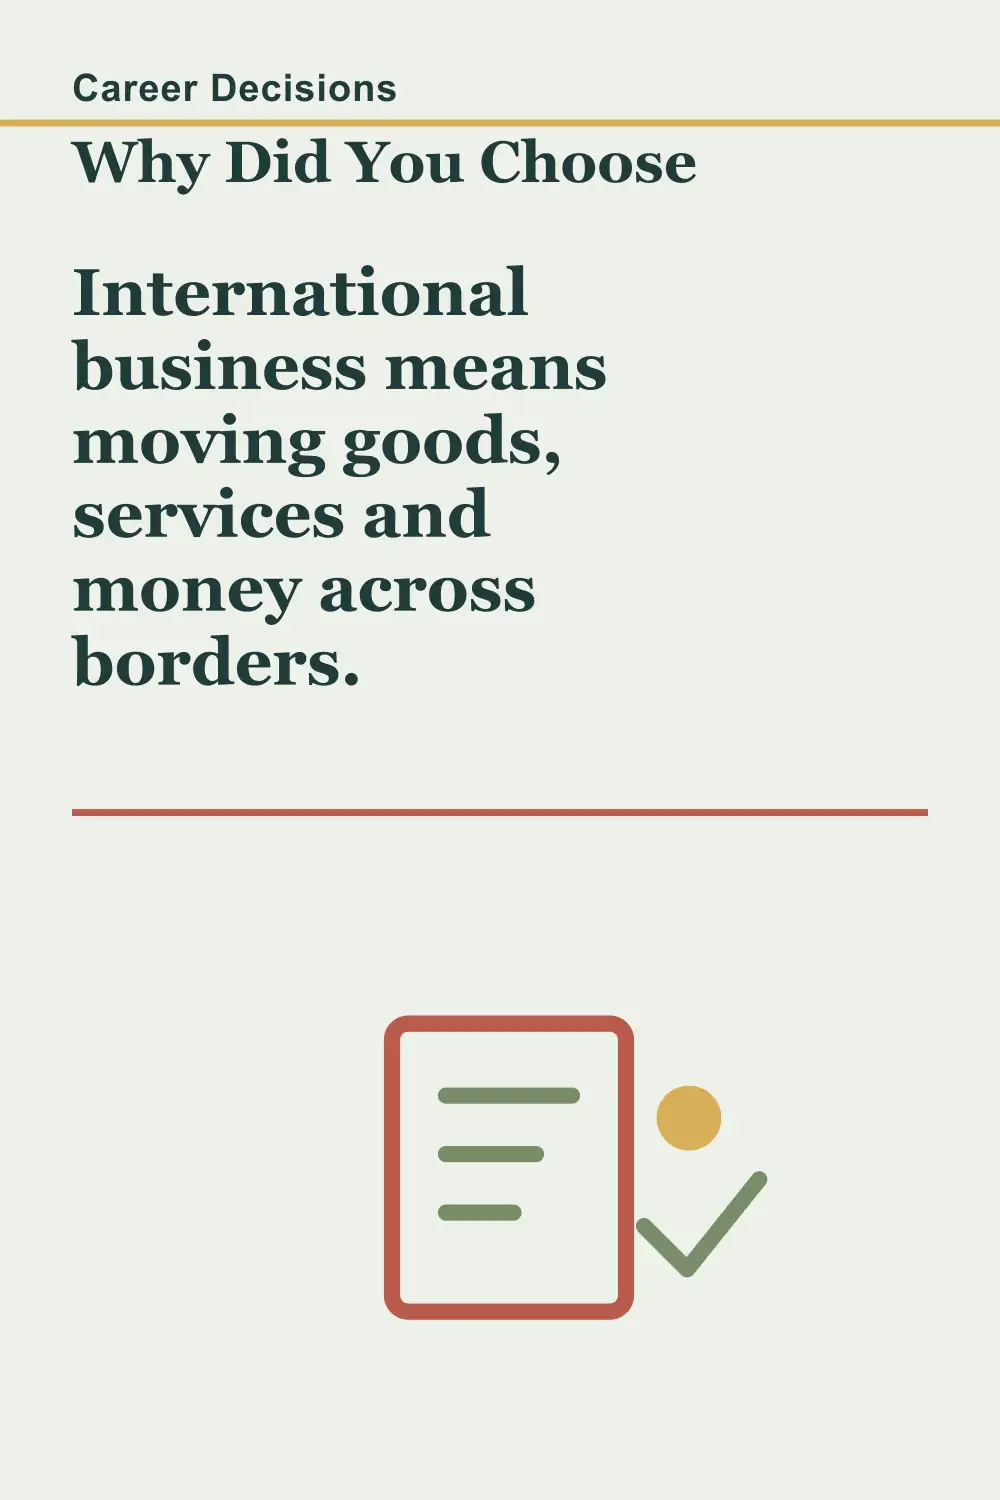 Career Decisions
Why Did You Choose
International
business means
moving goods,
services and
money across
borders.